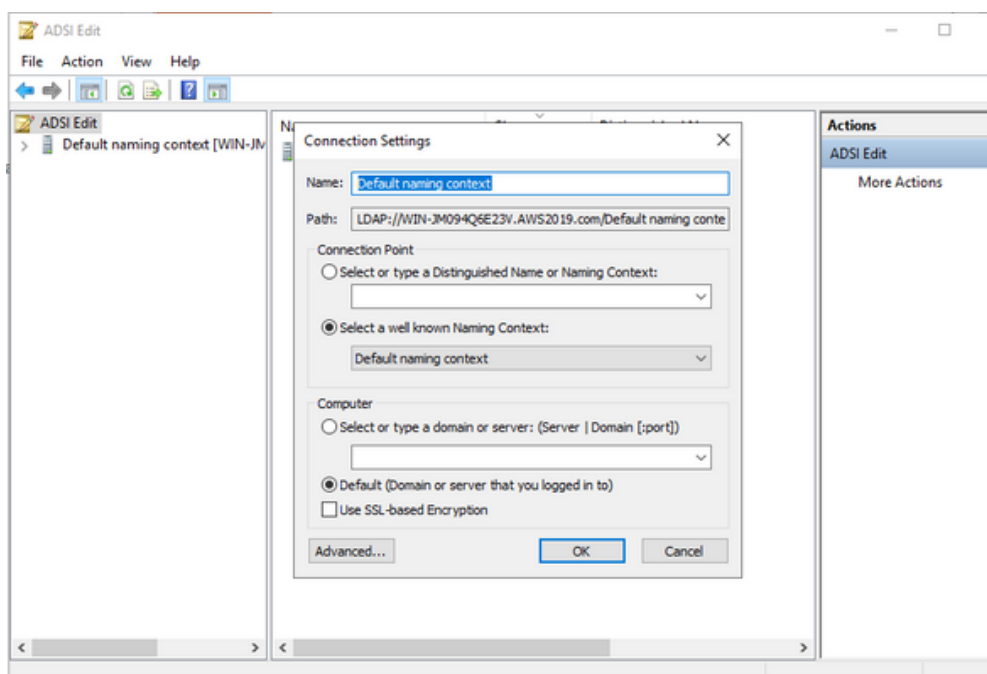 ADSI Edit
File Action View Help
ADSI Edit
Default naming context [WIN-JM
Actions
ADSI Edit
More Actions
Connection Settings
Name: Default naming context
Path: LDAP://WIN-JM094Q6E23V.AWS2019.com/Default naming conte
Connection Point
Select or type a Distinguished Name or Naming Context:
Select a well known Naming Context:
Default naming context
Computer
Select or type a domain or server: (Server | Domain [:port])
Default (Domain or server that you logged in to)
Use SSL-based Encryption
Advanced... OK Cancel